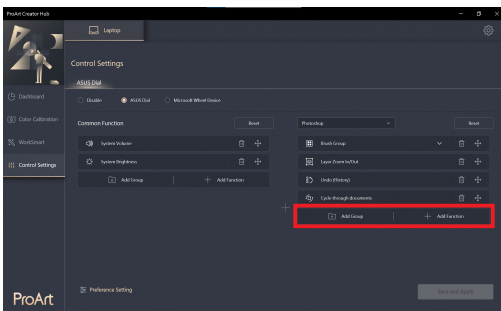 ProArt Creator Hub
Laptop
Control Settings
ASUS Dial
Disable
ASUS Dial
Microsoft Wheel Device
Dashboard
Color Calibration
WorkSmart
Control Settings
Common Function
Reset
System Volume
System Brightness
Add Group
Add Function
Photoshop
Reset
Brush Group
Layer Zoom In/Out
Undo (History)
Cycle through documents
Add Group
Add Function
Preference Setting
Save and Apply
ProArt